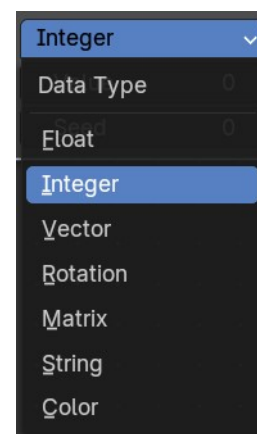 Integer
Data Type
Float
Integer
Vector
Rotation
Matrix
String
Color